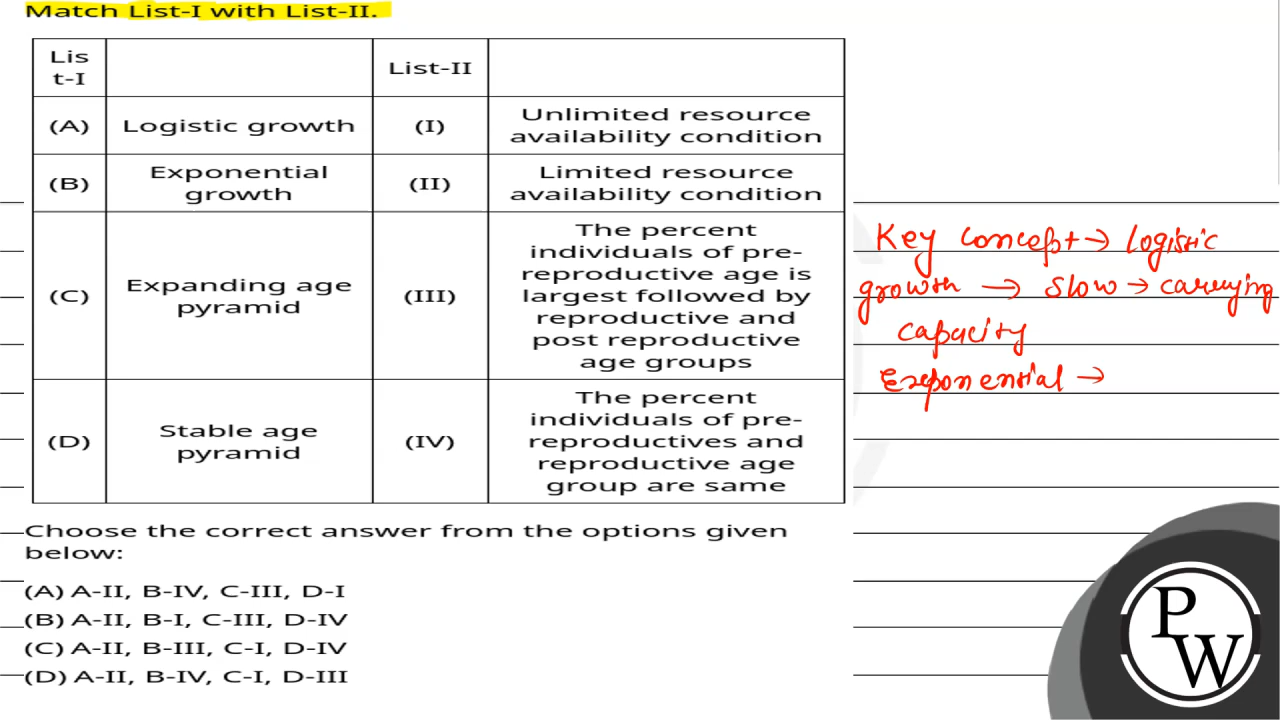 Match List-I with List-II.
Lis
t-I
List-II
(A)
Logistic growth
(I)
Unlimited resource
availability condition
(B)
Exponential
growth
(II)
Limited resource
availability condition
(C)
Expanding age
pyramid
(III)
The percent
individuals of pre-
reproductive age is
largest followed by
reproductive and
post reproductive
age groups
(D)
Stable age
pyramid
(IV)
The percent
individuals of pre-
reproductives and
reproductive age
group are same
Choose the correct answer from the options given
below:
(A) A-II, B-IV, C-III, D-I
(B) A-II, B-I, C-III, D-IV
(C) A-II, B-III, C-I, D-IV
(D) A-II, B-IV, C-I, D-III
Key concept → logistic
growth → slow → carrying
capacity
Exponential →
PW